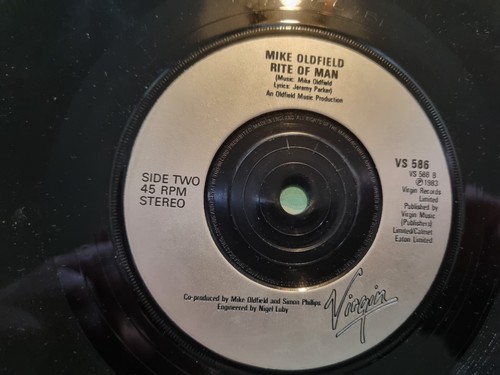 MIKE OLDFIELD
RITE OF MAN
(Music: Mike Oldfield
Lyrics: Jeremy Parker)
An Oldfield Music Production
SIDE TWO
45 RPM
STEREO
VS 586
VS 586 B
℗1983
Virgin Records
Limited
Published by
Virgin Music
(Publishers)
Limited/Calmet
Eaton Limited
Co-produced by Mike Oldfield and Simon Phillips
Engineered by Nigel Luby
Virgin